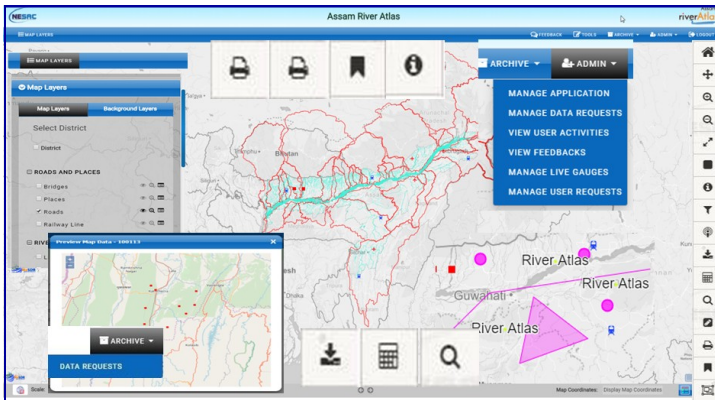 NESAC
Assam River Atlas
riverAtla
MAP LAYERS
FEEDBACK
TOOLS
ARCHIVE
ADMIN
LOGOUT
MAP LAYERS
ARCHIVE
ADMIN
Map Layers
MANAGE APPLICATION
MANAGE DATA REQUESTS
VIEW USER ACTIVITIES
VIEW FEEDBACKS
MANAGE LIVE GAUGES
MANAGE USER REQUESTS
Map Layers
Background Layers
Select District
District
ROADS AND PLACES
Bridges
Places
Roads
Railway Line
RIVE
L
Bhutan
Preview Map Data - 100113
Dhaka
Guwahati
River Atlas
River Atlas
River Atlas
ARCHIVE
DATA REQUESTS
Scale:
Map Coordinates:
Display Map Coordinates